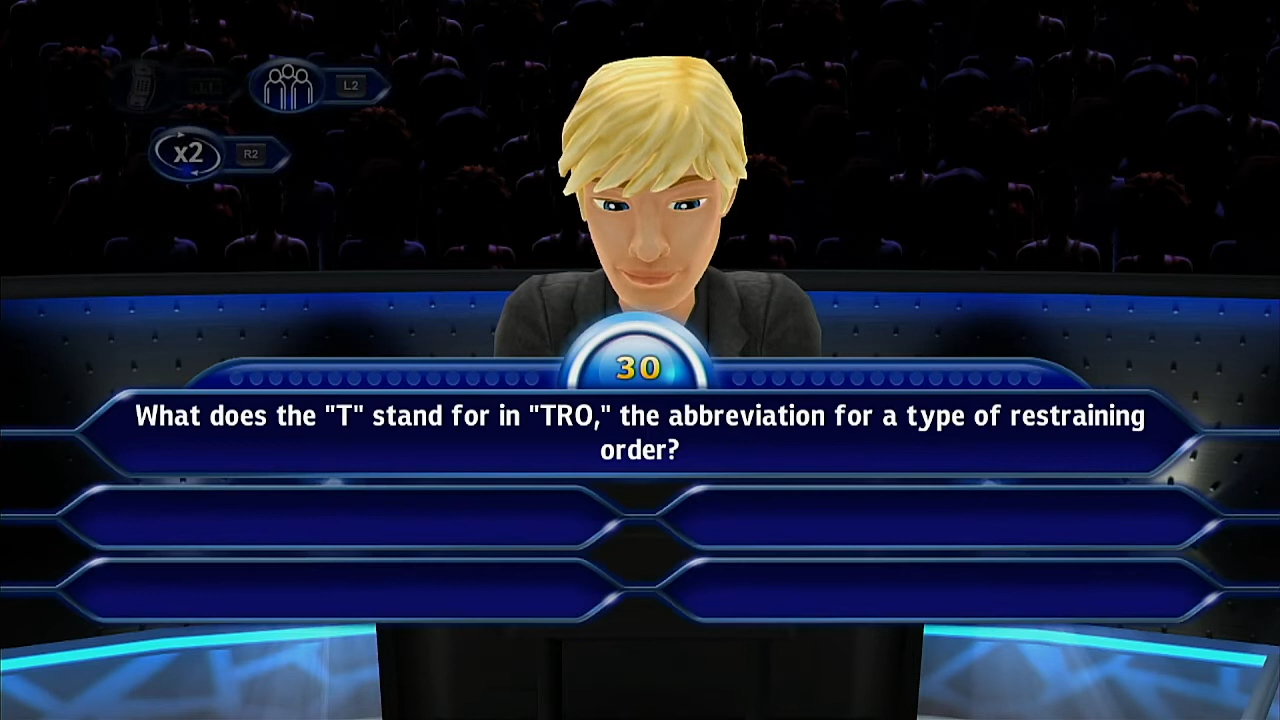 L2
x2
R2
30
What does the "T" stand for in "TRO," the abbreviation for a type of restraining
order?